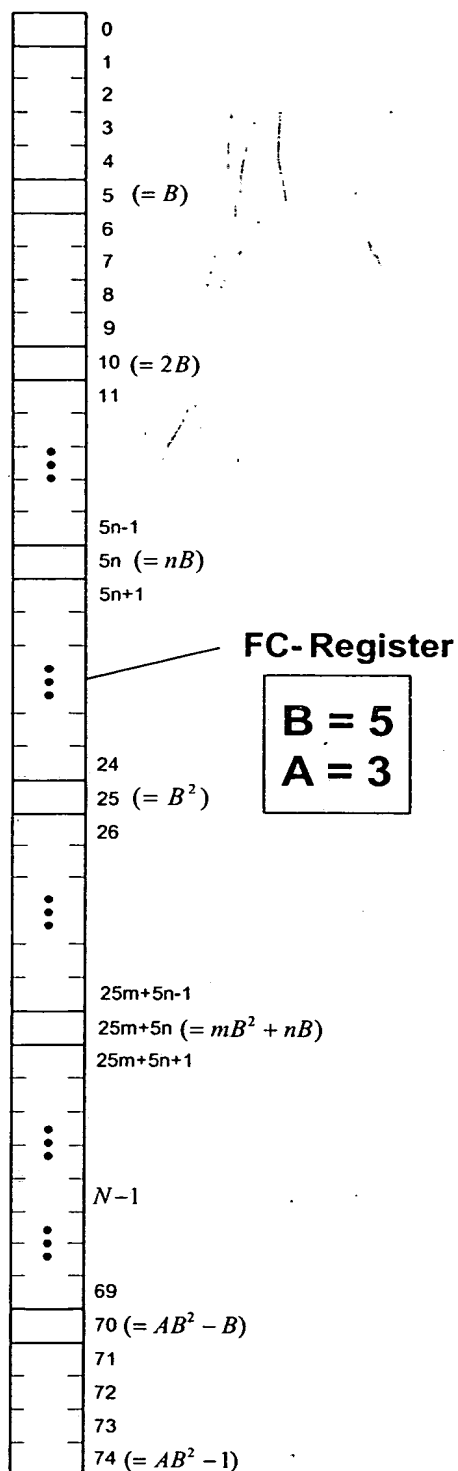 0
1
2
3
4
5 (= B)
6
7
8
9
10 (= 2B)
11
5n-1
5n (= nB)
5n+1
FC-Register
B = 5
A = 3
24
25 (= B²)
26
25m+5n-1
25m+5n (= mB² + nB)
25m+5n+1
N-1
69
70 (= AB² - B)
71
72
73
74 (= AB² - 1)